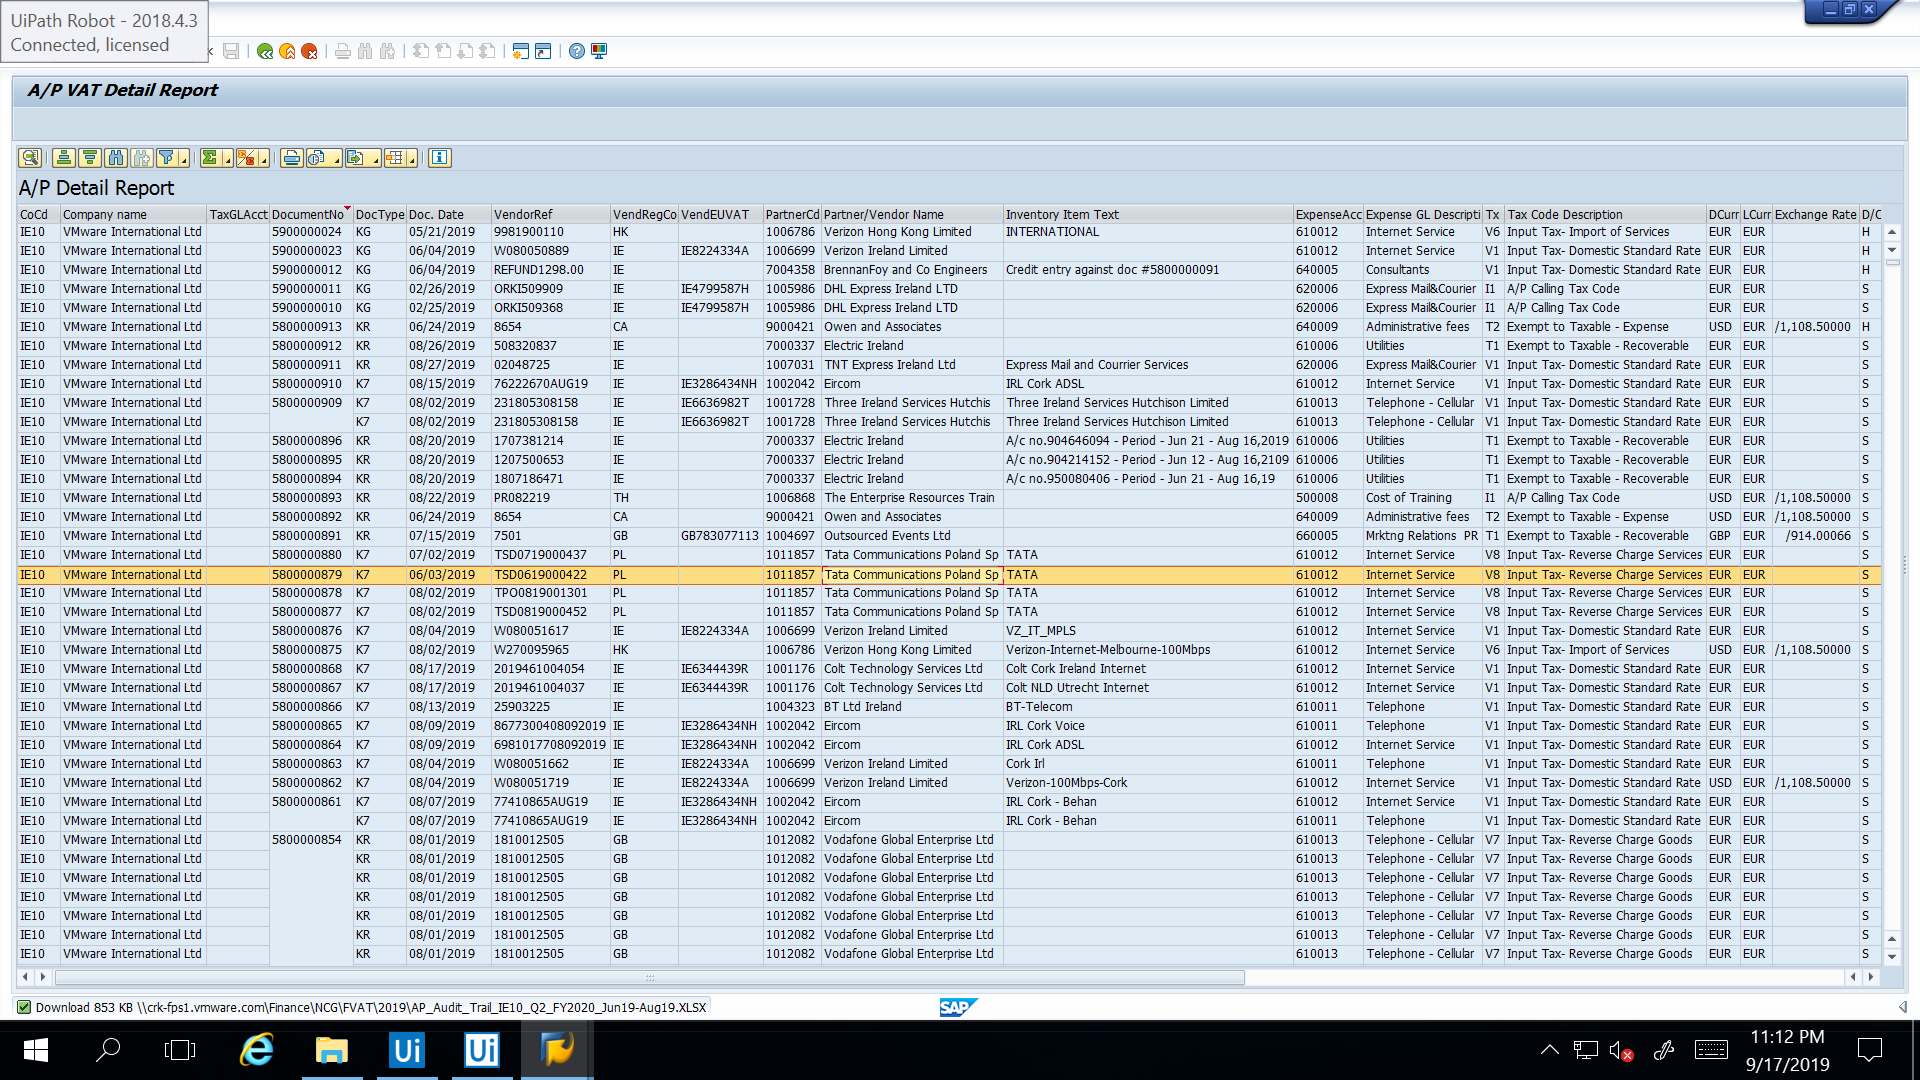 UiPath Robot - 2018.4.3
Connected, licensed
A/P VAT Detail Report
A/P Detail Report
CoCd Company name TaxGLAcct DocumentNo DocType Doc. Date VendorRef VendRegCo VendEUVAT PartnerCd Partner/Vendor Name Inventory Item Text ExpenseAcc Expense GL Descripti Tx Tax Code Description DCurr LCurr Exchange Rate D/C
IE10 VMware International Ltd 5900000024 KG 05/21/2019 9981900110 HK 1006786 Verizon Hong Kong Limited INTERNATIONAL 610012 Internet Service V6 Input Tax- Import of Services EUR EUR H
IE10 VMware International Ltd 5900000023 KG 06/04/2019 W080050889 IE IE8224334A 1006699 Verizon Ireland Limited 610012 Internet Service V1 Input Tax- Domestic Standard Rate EUR EUR H
IE10 VMware International Ltd 5900000012 KG 06/04/2019 REFUND1298.00 IE 7004358 BrennanFoy and Co Engineers Credit entry against doc #5800000091 640005 Consultants V1 Input Tax- Domestic Standard Rate EUR EUR H
IE10 VMware International Ltd 5900000011 KG 02/26/2019 ORKI509909 IE IE4799587H 1005986 DHL Express Ireland LTD 620006 Express Mail&Courier I1 A/P Calling Tax Code EUR EUR S
IE10 VMware International Ltd 5900000010 KG 02/25/2019 ORKI509368 IE IE4799587H 1005986 DHL Express Ireland LTD 620006 Express Mail&Courier I1 A/P Calling Tax Code EUR EUR S
IE10 VMware International Ltd 5800000913 KR 06/24/2019 8654 CA 9000421 Owen and Associates 640009 Administrative fees T2 Exempt to Taxable - Expense USD EUR /1,108.50000 H
IE10 VMware International Ltd 5800000912 KR 08/26/2019 508320837 IE 7000337 Electric Ireland 610006 Utilities T1 Exempt to Taxable - Recoverable EUR EUR S
IE10 VMware International Ltd 5800000911 KR 08/27/2019 02048725 IE 1007031 TNT Express Ireland Ltd Express Mail and Courrier Services 620006 Express Mail&Courier V1 Input Tax- Domestic Standard Rate EUR EUR S
IE10 VMware International Ltd 5800000910 K7 08/15/2019 76222670AUG19 IE IE3286434NH 1002042 Eircom IRL Cork ADSL 610012 Internet Service V1 Input Tax- Domestic Standard Rate EUR EUR S
IE10 VMware International Ltd 5800000909 K7 08/02/2019 231805308158 IE IE6636982T 1001728 Three Ireland Services Hutchis Three Ireland Services Hutchison Limited 610013 Telephone - Cellular V1 Input Tax- Domestic Standard Rate EUR EUR S
IE10 VMware International Ltd K7 08/02/2019 231805308158 IE IE6636982T 1001728 Three Ireland Services Hutchis Three Ireland Services Hutchison Limited 610013 Telephone - Cellular V1 Input Tax- Domestic Standard Rate EUR EUR S
IE10 VMware International Ltd 5800000896 KR 08/20/2019 1707381214 IE 7000337 Electric Ireland A/c no.904646094 - Period - Jun 21 - Aug 16,2019 610006 Utilities T1 Exempt to Taxable - Recoverable EUR EUR S
IE10 VMware International Ltd 5800000895 KR 08/20/2019 1207500653 IE 7000337 Electric Ireland A/c no.904214152 - Period - Jun 12 - Aug 16,2109 610006 Utilities T1 Exempt to Taxable - Recoverable EUR EUR S
IE10 VMware International Ltd 5800000894 KR 08/20/2019 1807186471 IE 7000337 Electric Ireland A/c no.950080406 - Period - Jun 21 - Aug 16,19 610006 Utilities T1 Exempt to Taxable - Recoverable EUR EUR S
IE10 VMware International Ltd 5800000893 KR 08/22/2019 PR082219 TH 1006868 The Enterprise Resources Train 500008 Cost of Training I1 A/P Calling Tax Code USD EUR /1,108.50000 S
IE10 VMware International Ltd 5800000892 KR 06/24/2019 8654 CA 9000421 Owen and Associates 640009 Administrative fees T2 Exempt to Taxable - Expense USD EUR /1,108.50000 S
IE10 VMware International Ltd 5800000891 KR 07/15/2019 7501 GB GB783077113 1004697 Outsourced Events Ltd 660005 Mrktng Relations PR T1 Exempt to Taxable - Recoverable GBP EUR /914.00066 S
IE10 VMware International Ltd 5800000880 K7 07/02/2019 TSD0719000437 PL 1011857 Tata Communications Poland Sp TATA 610012 Internet Service V8 Input Tax- Reverse Charge Services EUR EUR S
IE10 VMware International Ltd 5800000879 K7 06/03/2019 TSD0619000422 PL 1011857 Tata Communications Poland Sp TATA 610012 Internet Service V8 Input Tax- Reverse Charge Services EUR EUR S
IE10 VMware International Ltd 5800000878 K7 08/02/2019 TPO0819001301 PL 1011857 Tata Communications Poland Sp TATA 610012 Internet Service V8 Input Tax- Reverse Charge Services EUR EUR S
IE10 VMware International Ltd 5800000877 K7 08/02/2019 TSD0819000452 PL 1011857 Tata Communications Poland Sp TATA 610012 Internet Service V8 Input Tax- Reverse Charge Services EUR EUR S
IE10 VMware International Ltd 5800000876 K7 08/04/2019 W080051617 IE IE8224334A 1006699 Verizon Ireland Limited VZ_IT_MPLS 610012 Internet Service V1 Input Tax- Domestic Standard Rate EUR EUR S
IE10 VMware International Ltd 5800000875 K7 08/02/2019 W270095965 HK 1006786 Verizon Hong Kong Limited Verizon-Internet-Melbourne-100Mbps 610012 Internet Service V6 Input Tax- Import of Services USD EUR /1,108.50000 S
IE10 VMware International Ltd 5800000868 K7 08/17/2019 2019461004054 IE IE6344439R 1001176 Colt Technology Services Ltd Colt Cork Ireland Internet 610012 Internet Service V1 Input Tax- Domestic Standard Rate EUR EUR S
IE10 VMware International Ltd 5800000867 K7 08/17/2019 2019461004037 IE IE6344439R 1001176 Colt Technology Services Ltd Colt NLD Utrecht Internet 610012 Internet Service V1 Input Tax- Domestic Standard Rate EUR EUR S
IE10 VMware International Ltd 5800000866 K7 08/13/2019 25903225 IE 1004323 BT Ltd Ireland BT-Telecom 610011 Telephone V1 Input Tax- Domestic Standard Rate EUR EUR S
IE10 VMware International Ltd 5800000865 K7 08/09/2019 8677300408092019 IE IE3286434NH 1002042 Eircom IRL Cork Voice 610011 Telephone V1 Input Tax- Domestic Standard Rate EUR EUR S
IE10 VMware International Ltd 5800000864 K7 08/09/2019 6981017708092019 IE IE3286434NH 1002042 Eircom IRL Cork ADSL 610012 Internet Service V1 Input Tax- Domestic Standard Rate EUR EUR S
IE10 VMware International Ltd 5800000863 K7 08/04/2019 W080051662 IE IE8224334A 1006699 Verizon Ireland Limited Cork Irl 610011 Telephone V1 Input Tax- Domestic Standard Rate EUR EUR S
IE10 VMware International Ltd 5800000862 K7 08/04/2019 W080051719 IE IE8224334A 1006699 Verizon Ireland Limited Verizon-100Mbps-Cork 610012 Internet Service V1 Input Tax- Domestic Standard Rate USD EUR /1,108.50000 S
IE10 VMware International Ltd 5800000861 K7 08/07/2019 77410865AUG19 IE IE3286434NH 1002042 Eircom IRL Cork - Behan 610012 Internet Service V1 Input Tax- Domestic Standard Rate EUR EUR S
IE10 VMware International Ltd K7 08/07/2019 77410865AUG19 IE IE3286434NH 1002042 Eircom IRL Cork - Behan 610011 Telephone V1 Input Tax- Domestic Standard Rate EUR EUR S
IE10 VMware International Ltd 5800000854 KR 08/01/2019 1810012505 GB 1012082 Vodafone Global Enterprise Ltd 610013 Telephone - Cellular V7 Input Tax- Reverse Charge Goods EUR EUR S
IE10 VMware International Ltd KR 08/01/2019 1810012505 GB 1012082 Vodafone Global Enterprise Ltd 610013 Telephone - Cellular V7 Input Tax- Reverse Charge Goods EUR EUR S
IE10 VMware International Ltd KR 08/01/2019 1810012505 GB 1012082 Vodafone Global Enterprise Ltd 610013 Telephone - Cellular V7 Input Tax- Reverse Charge Goods EUR EUR S
IE10 VMware International Ltd KR 08/01/2019 1810012505 GB 1012082 Vodafone Global Enterprise Ltd 610013 Telephone - Cellular V7 Input Tax- Reverse Charge Goods EUR EUR S
IE10 VMware International Ltd KR 08/01/2019 1810012505 GB 1012082 Vodafone Global Enterprise Ltd 610013 Telephone - Cellular V7 Input Tax- Reverse Charge Goods EUR EUR S
IE10 VMware International Ltd KR 08/01/2019 1810012505 GB 1012082 Vodafone Global Enterprise Ltd 610013 Telephone - Cellular V7 Input Tax- Reverse Charge Goods EUR EUR S
IE10 VMware International Ltd KR 08/01/2019 1810012505 GB 1012082 Vodafone Global Enterprise Ltd 610013 Telephone - Cellular V7 Input Tax- Reverse Charge Goods EUR EUR S
Download 853 KB \\crk-fps1.vmware.com\Finance\NCG\FVAT\2019\AP_Audit_Trail_IE10_Q2_FY2020_Jun19-Aug19.XLSX
SAP
Ui Ui
11:12 PM
9/17/2019